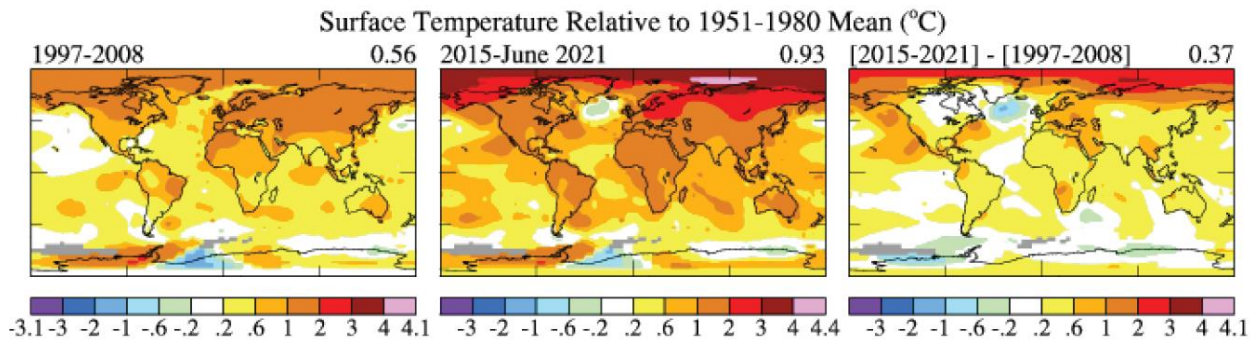 Surface Temperature Relative to 1951-1980 Mean (°C)
1997-2008 0.56 2015-June 2021 0.93 [2015-2021] - [1997-2008] 0.37
-3.1 -3 -2 -1 -.6 -.2 .2 .6 1 2 3 4 4.1 -3 -2 -1 -.6 -.2 .2 .6 1 2 3 4 4.4 -3 -2 -1 -.6 -.2 .2 .6 1 2 3 4 4.1